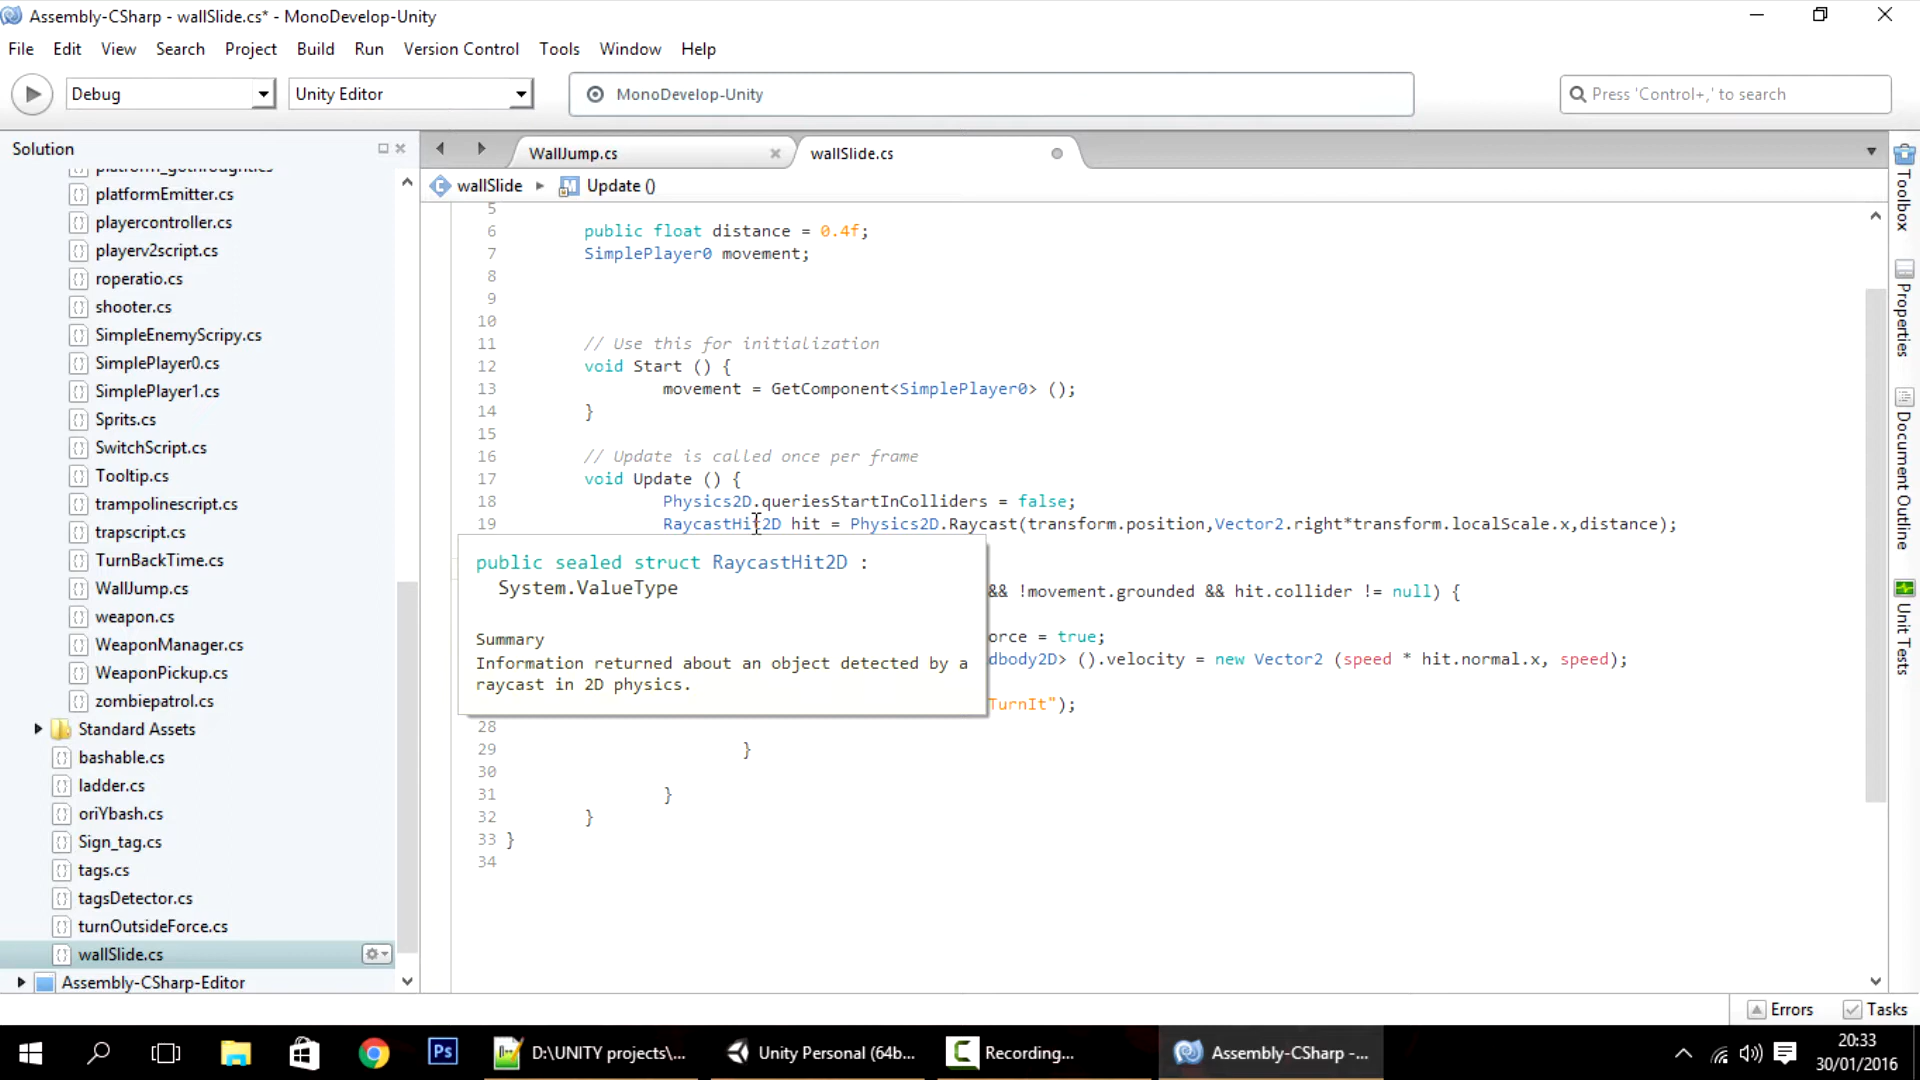 Assembly-CSharp - wallSlide.cs* - MonoDevelop-Unity
File Edit View Search Project Build Run Version Control Tools Window Help
Debug
Unity Editor
MonoDevelop-Unity
Press 'Control+,' to search
Solution
platform_gothrought.cs
platformEmitter.cs
playercontroller.cs
playerv2script.cs
roperatio.cs
shooter.cs
SimpleEnemyScripy.cs
SimplePlayer0.cs
SimplePlayer1.cs
Sprits.cs
SwitchScript.cs
Tooltip.cs
trampolinescript.cs
trapscript.cs
TurnBackTime.cs
WallJump.cs
weapon.cs
WeaponManager.cs
WeaponPickup.cs
zombiepatrol.cs
Standard Assets
bashable.cs
ladder.cs
oriYbash.cs
Sign_tag.cs
tags.cs
tagsDetector.cs
turnOutsideForce.cs
wallSlide.cs
Assembly-CSharp-Editor
WallJump.cs
wallSlide.cs
wallSlide
Update ()
5
6 public float distance = 0.4f;
7 SimplePlayer0 movement;
8
9
10
11 // Use this for initialization
12 void Start () {
13 movement = GetComponent<SimplePlayer0> ();
14 }
15
16 // Update is called once per frame
17 void Update () {
18 Physics2D.queriesStartInColliders = false;
19 RaycastHit2D hit = Physics2D.Raycast(transform.position,Vector2.right*transform.localScale.x,distance);
public sealed struct RaycastHit2D :
System.ValueType
Summary
Information returned about an object detected by a
raycast in 2D physics.
&& !movement.grounded && hit.collider != null) {
orce = true;
dbody2D> ().velocity = new Vector2 (speed * hit.normal.x, speed);
TurnIt");
28
29 }
30
31 }
32 }
33 }
34
Toolbox
Properties
Document Outline
Unit Tests
Errors
Tasks
Ps
D:\UNITY projects\...
Unity Personal (64b...
Recording...
Assembly-CSharp -...
20:33
30/01/2016